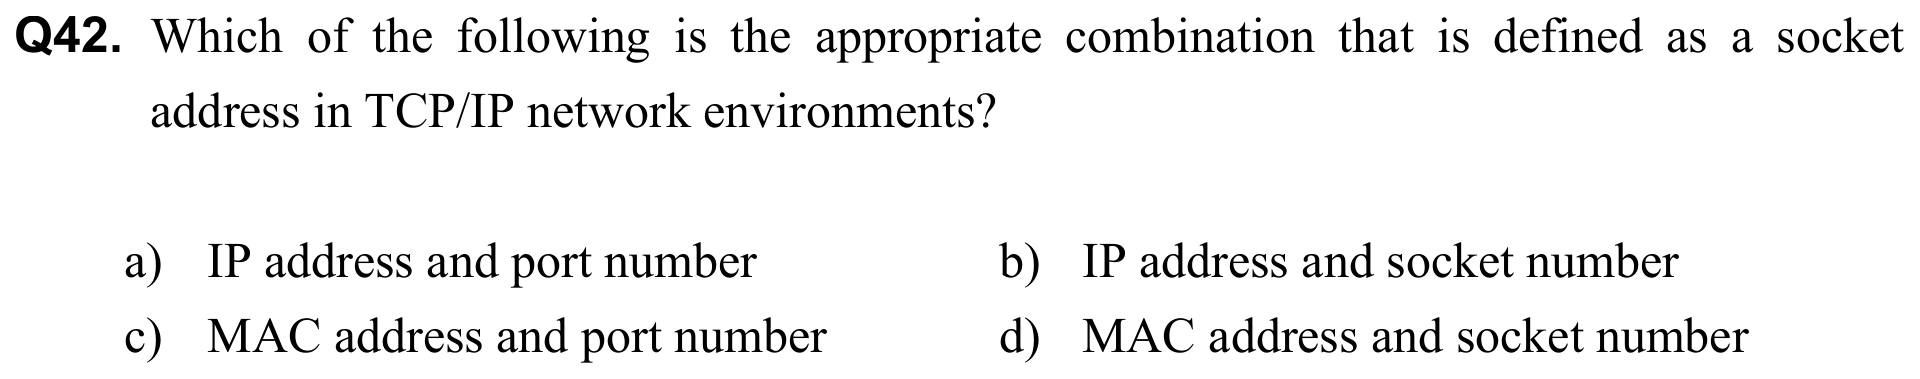 Q42. Which of the following is the appropriate combination that is defined as a socket
address in TCP/IP network environments?
a) IP address and port number b) IP address and socket number
c) MAC address and port number d) MAC address and socket number